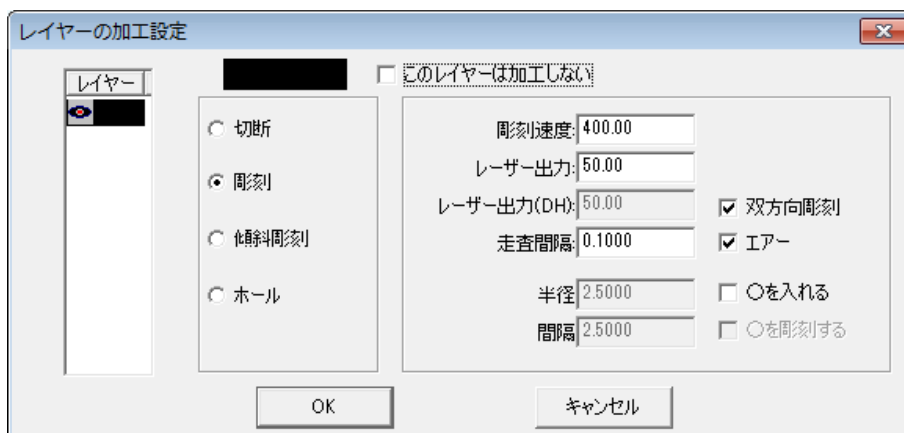 レイヤーの加工設定
レイヤー
このレイヤーは加工しない
切断
彫刻
傾斜彫刻
ホール
彫刻速度: 400.00
レーザー出力: 50.00
レーザー出力(DH): 50.00
双方向彫刻
走査間隔: 0.1000
エアー
半径 2.5000
〇を入れる
間隔 2.5000
〇を彫刻する
OK
キャンセル